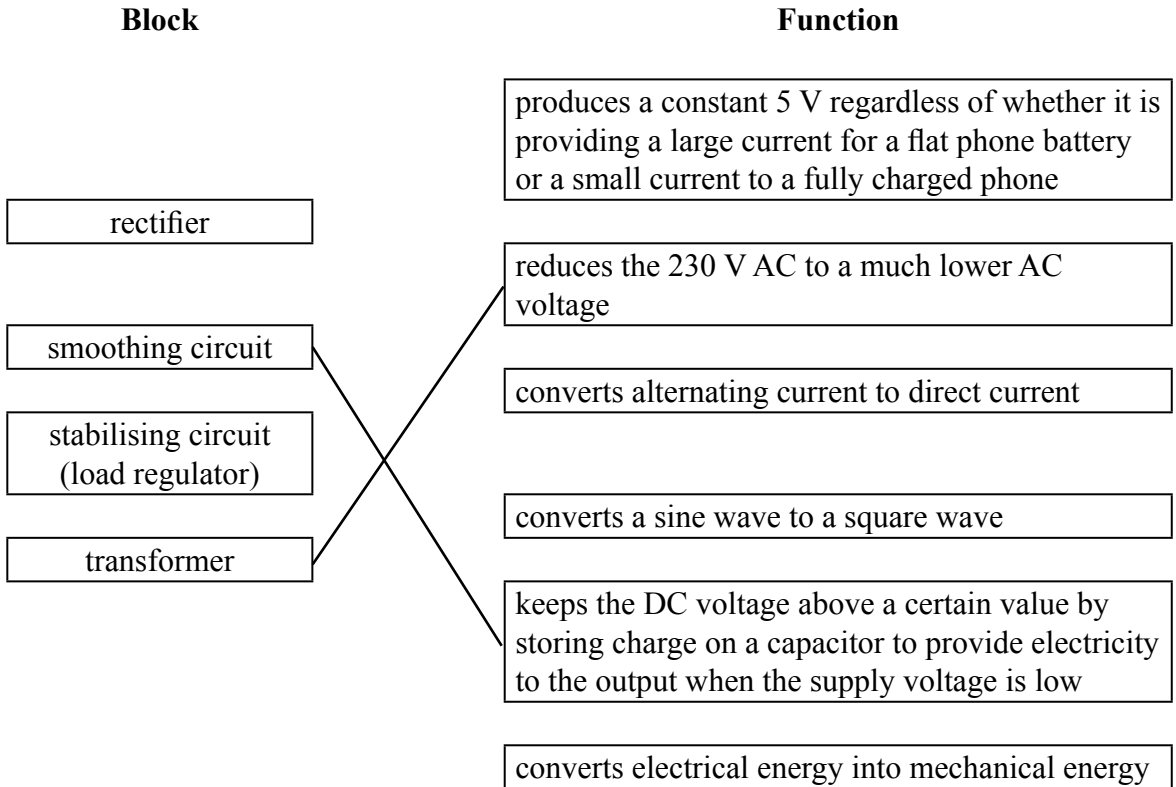 Block
Function
rectifier
smoothing circuit
stabilising circuit
(load regulator)
transformer
produces a constant 5 V regardless of whether it is
providing a large current for a flat phone battery
or a small current to a fully charged phone
reduces the 230 V AC to a much lower AC
voltage
converts alternating current to direct current
converts a sine wave to a square wave
keeps the DC voltage above a certain value by
storing charge on a capacitor to provide electricity
to the output when the supply voltage is low
converts electrical energy into mechanical energy